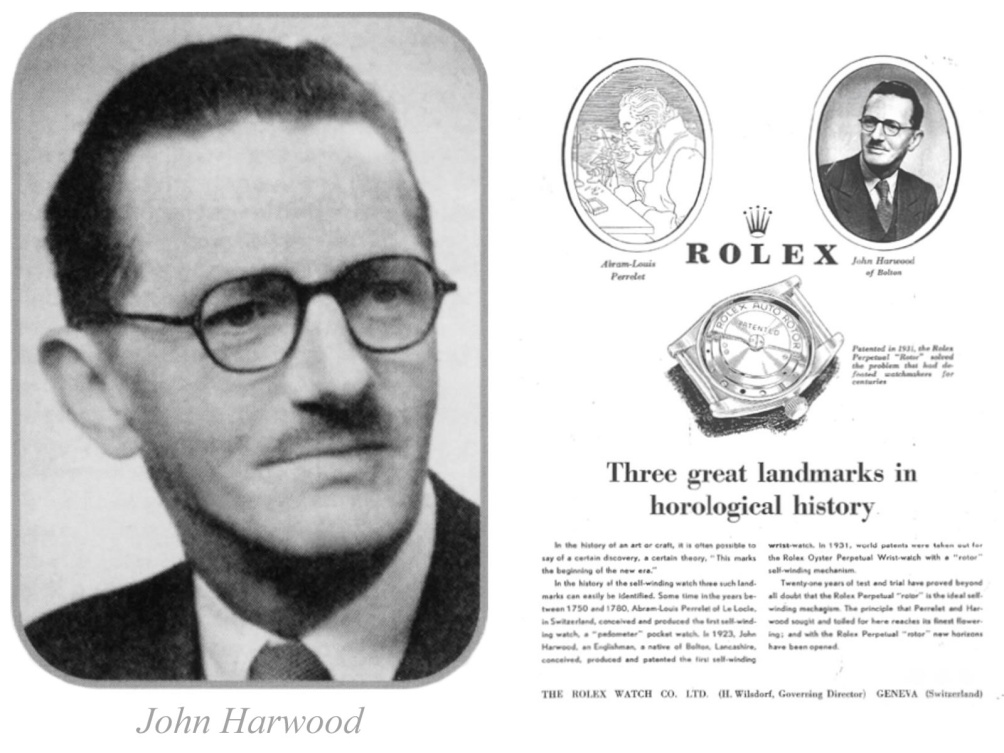 John Harwood
Abram-Louis
Perrelet
ROLEX
John Harwood
of Bolton
ROLEX AUTO ROTOR
PATENTED
Patented in 1931, the Rolex
Perpetual "Rotor" solved
the problem that had de-
feated watchmakers for
centuries
Three great landmarks in
horological history
In the history of an art or craft, it is often possible to
say of a certain discovery, a certain theory, "This marks
the beginning of the new era."
In the history of the self-winding watch three such land-
marks can easily be identified. Some time in the years be-
tween 1750 and 1780, Abram-Louis Perrelet of Le Locle,
in Switzerland, conceived and produced the first self-wind-
ing watch, a "pedometer" pocket watch. In 1923, John
Harwood, an Englishman, a native of Bolton, Lancashire,
conceived, produced and patented the first self-winding
wrist-watch. In 1931, world patents were taken out for
the Rolex Oyster Perpetual Wrist-watch with a "rotor"
self-winding mechanism.
Twenty-one years of test and trial have proved beyond
all doubt that the Rolex Perpetual "rotor" is the ideal self-
winding mechanism. The principle that Perrelet and Har-
wood sought and toiled for here reaches its finest flower-
ing; and with the Rolex Perpetual "rotor" new horizons
have been opened.
THE ROLEX WATCH CO. LTD. (H. Wilsdorf, Governing Director) GENEVA (Switzerland)